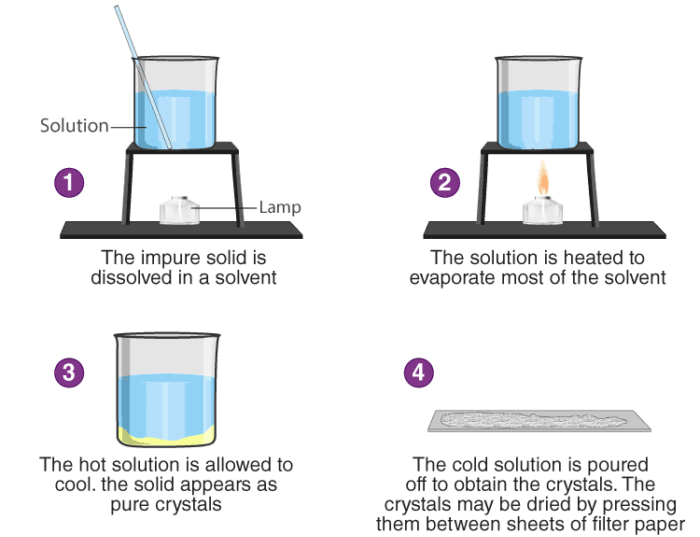 Solution
1
Lamp
The impure solid is
dissolved in a solvent
2
The solution is heated to
evaporate most of the solvent
3
The hot solution is allowed to
cool. the solid appears as
pure crystals
4
The cold solution is poured
off to obtain the crystals. The
crystals may be dried by pressing
them between sheets of filter paper